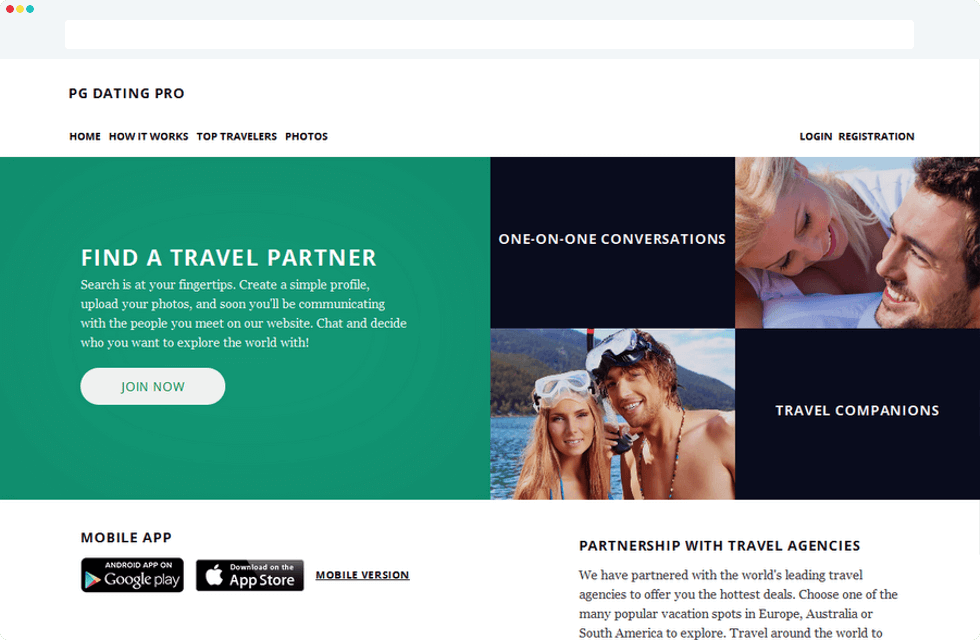 PG DATING PRO
HOME HOW IT WORKS TOP TRAVELERS PHOTOS
LOGIN REGISTRATION
FIND A TRAVEL PARTNER
Search is at your fingertips. Create a simple profile,
upload your photos, and soon you'll be communicating
with the people you meet on our website. Chat and decide
who you want to explore the world with!
JOIN NOW
ONE-ON-ONE CONVERSATIONS
TRAVEL COMPANIONS
MOBILE APP
ANDROID APP ON
Google play
Download on the
App Store
MOBILE VERSION
PARTNERSHIP WITH TRAVEL AGENCIES
We have partnered with the world's leading travel
agencies to offer you the hottest deals. Choose one of the
many popular vacation spots in Europe, Australia or
South America to explore. Travel around the world to